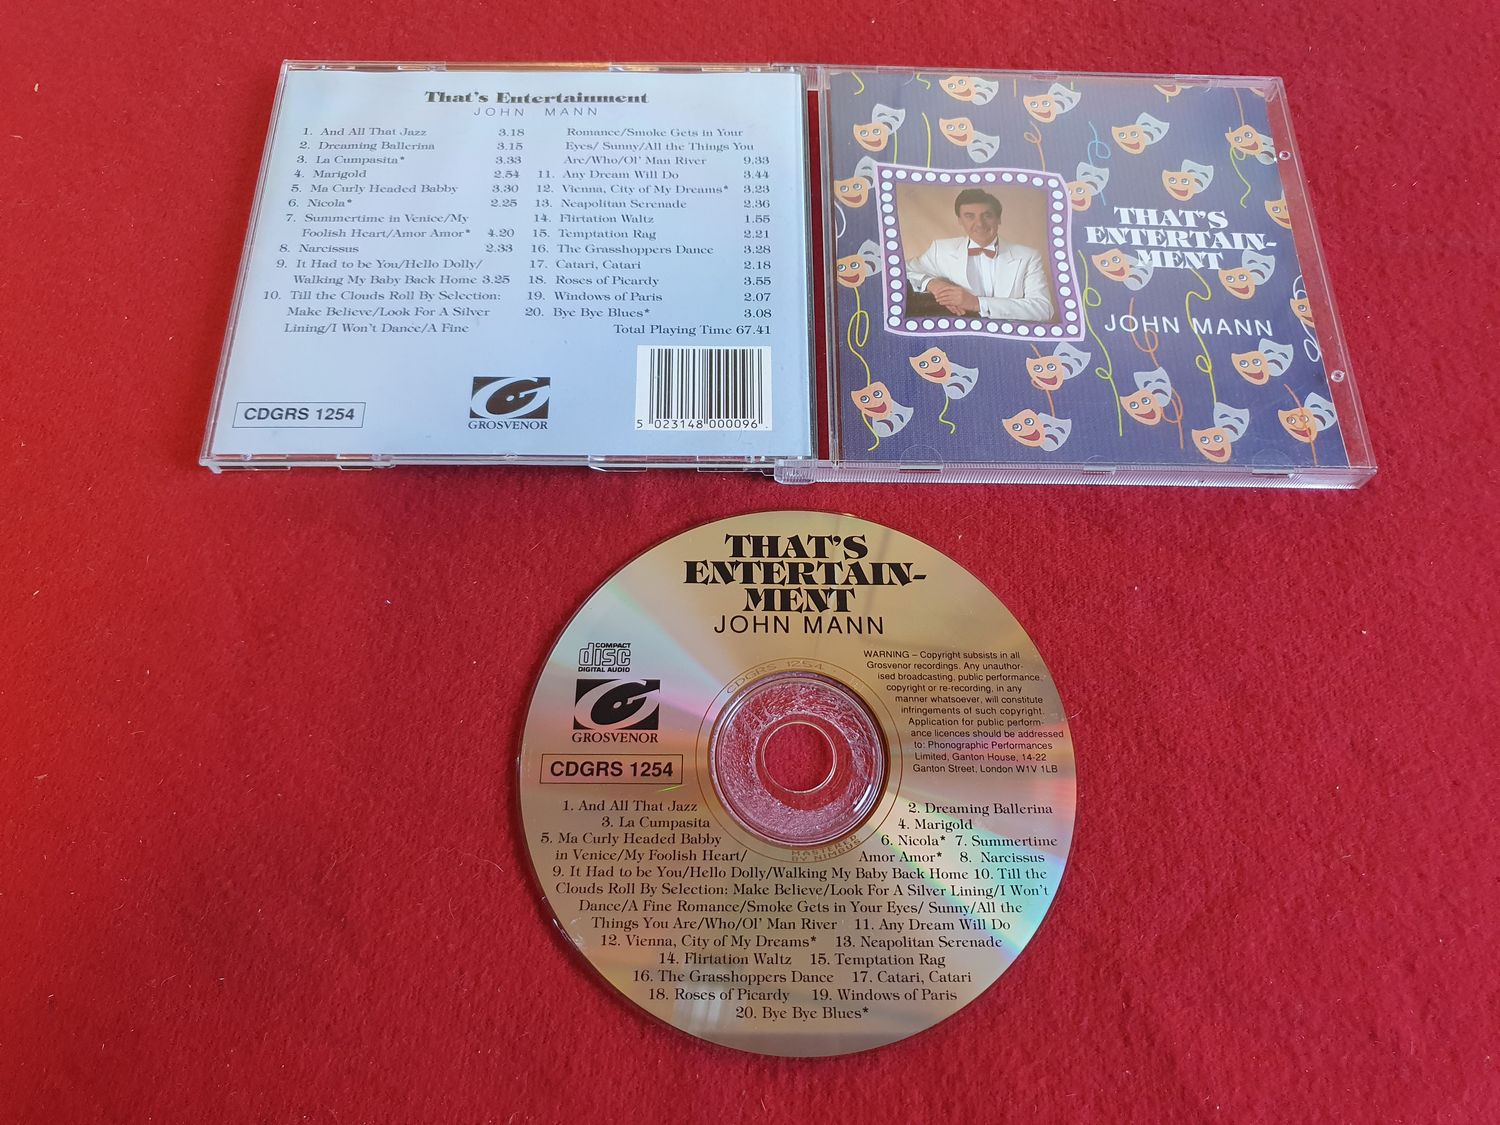 That's Entertainment
JOHN MANN
1. And All That Jazz 3.18
2. Dreaming Ballerina 3.15
3. La Cumpasita* 3.33
4. Marigold 2.54
5. Ma Curly Headed Babby 3.30
6. Nicola* 2.25
7. Summertime in Venice/My
Foolish Heart/Amor Amor* 4.20
8. Narcissus 2.33
9. It Had to be You/Hello Dolly/
Walking My Baby Back Home 3.25
10. Till the Clouds Roll By Selection:
Make Believe/Look For A Silver
Lining/I Won't Dance/A Fine
Romance/Smoke Gets in Your
Eyes/ Sunny/All the Things You
Are/Who/Ol' Man River 9.33
11. Any Dream Will Do 3.44
12. Vienna, City of My Dreams* 3.23
13. Neapolitan Serenade 2.36
14. Flirtation Waltz 1.55
15. Temptation Rag 2.21
16. The Grasshoppers Dance 3.28
17. Catari, Catari 2.18
18. Roses of Picardy 3.55
19. Windows of Paris 2.07
20. Bye Bye Blues* 3.08
Total Playing Time 67.41
CDGRS 1254
GROSVENOR
5 023148 000096
THAT'S
ENTERTAIN-
MENT
JOHN MANN
THAT'S
ENTERTAIN-
MENT
JOHN MANN
COMPACT
disc
DIGITAL AUDIO
GROSVENOR
CDGRS 1254
WARNING – Copyright subsists in all
Grosvenor recordings. Any unauthor-
ised broadcasting, public performance,
copyright or re-recording, in any
manner whatsoever, will constitute
infringements of such copyright.
Application for public perform-
ance licences should be addressed
to: Phonographic Performances
Limited, Ganton House, 14-22
Ganton Street, London W1V 1LB
CDGRS 1254
MASTERED
BY NIMBUS
1. And All That Jazz 2. Dreaming Ballerina
3. La Cumpasita 4. Marigold
5. Ma Curly Headed Babby 6. Nicola* 7. Summertime
in Venice/My Foolish Heart/ Amor Amor* 8. Narcissus
9. It Had to be You/Hello Dolly/Walking My Baby Back Home 10. Till the
Clouds Roll By Selection: Make Believe/Look For A Silver Lining/I Won't
Dance/A Fine Romance/Smoke Gets in Your Eyes/ Sunny/All the
Things You Are/Who/Ol' Man River 11. Any Dream Will Do
12. Vienna, City of My Dreams* 13. Neapolitan Serenade
14. Flirtation Waltz 15. Temptation Rag
16. The Grasshoppers Dance 17. Catari, Catari
18. Roses of Picardy 19. Windows of Paris
20. Bye Bye Blues*